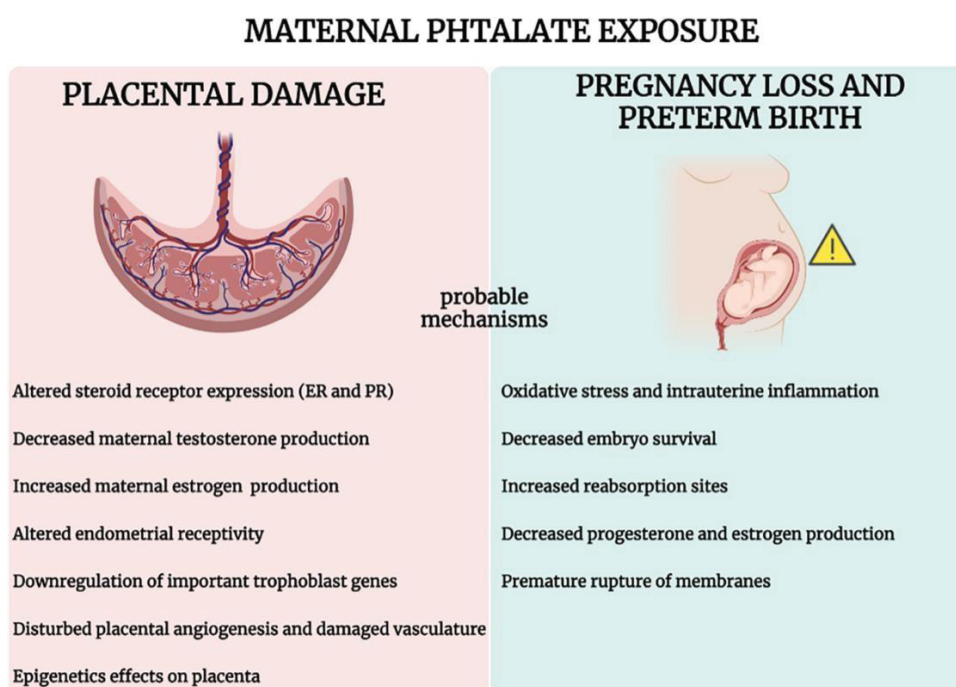 MATERNAL PHTALATE EXPOSURE
PLACENTAL DAMAGE
PREGNANCY LOSS AND
PRETERM BIRTH
probable
mechanisms
Altered steroid receptor expression (ER and PR)
Decreased maternal testosterone production
Increased maternal estrogen production
Altered endometrial receptivity
Downregulation of important trophoblast genes
Disturbed placental angiogenesis and damaged vasculature
Epigenetics effects on placenta
Oxidative stress and intrauterine inflammation
Decreased embryo survival
Increased reabsorption sites
Decreased progesterone and estrogen production
Premature rupture of membranes